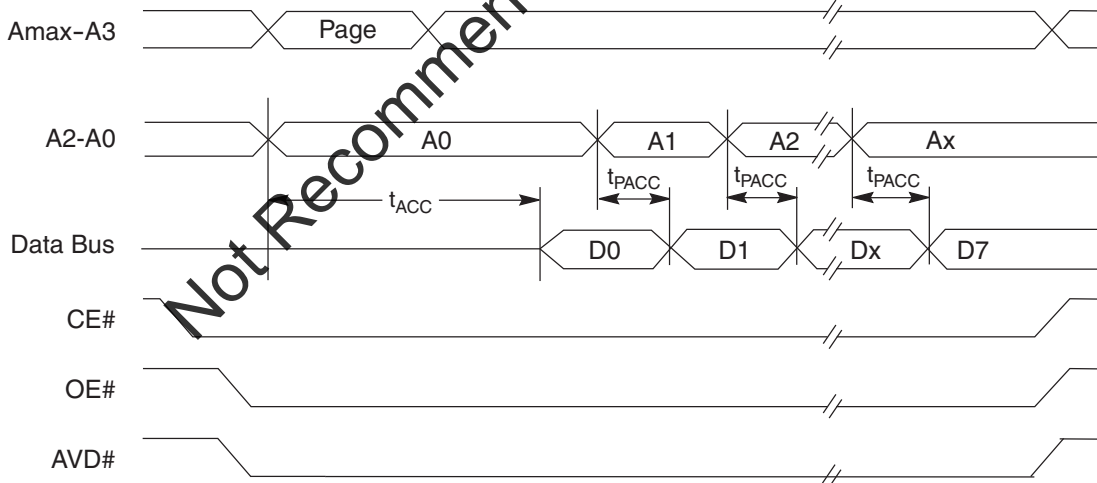 Amax-A3
Page
A2-A0
A0
A1
A2
Ax
tACC
tPACC
tPACC
tPACC
Data Bus
D0
D1
Dx
D7
CE#
OE#
AVD#
Not Recommen